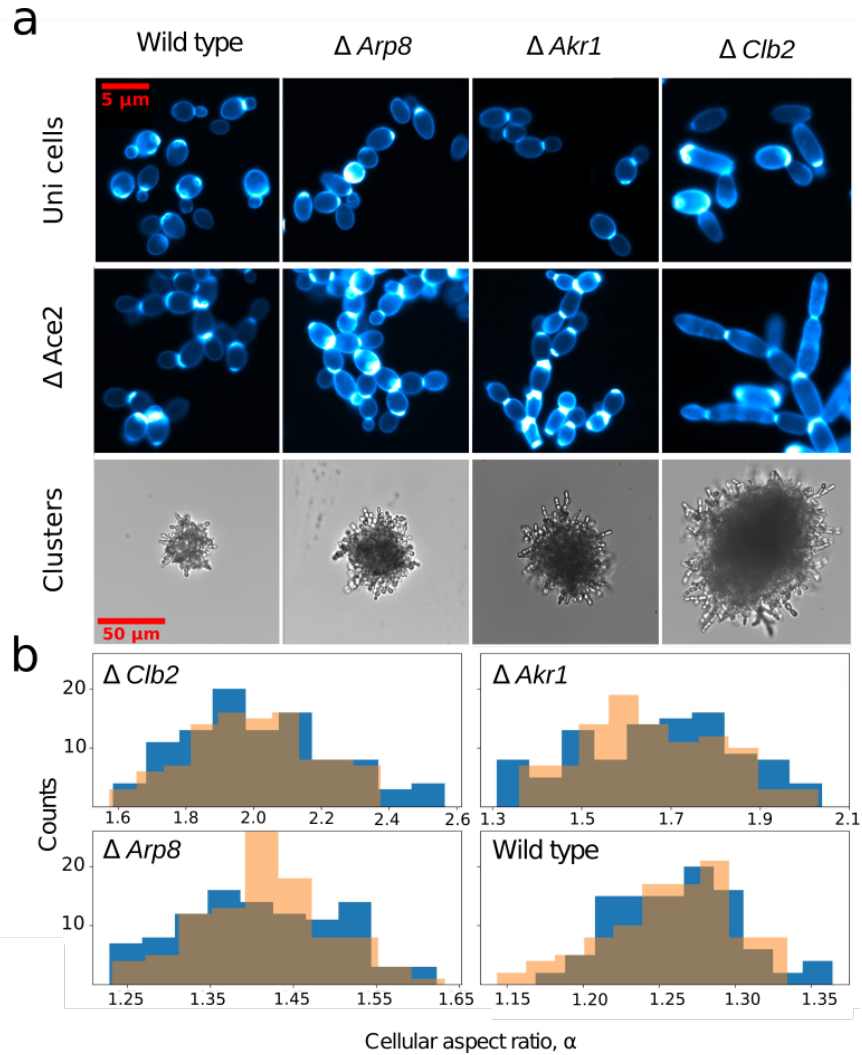 a
Wild type
Δ Arp8
Δ Akr1
Δ Clb2
Uni cells
5 μm
Δ Ace2
Clusters
50 μm
b
Counts
Δ Clb2
20
10
1.6 1.8 2.0 2.2 2.4 2.6
Δ Akr1
1.3 1.5 1.7 1.9 2.1
Δ Arp8
20
10
1.25 1.35 1.45 1.55 1.65
Wild type
1.15 1.20 1.25 1.30 1.35
Cellular aspect ratio, α